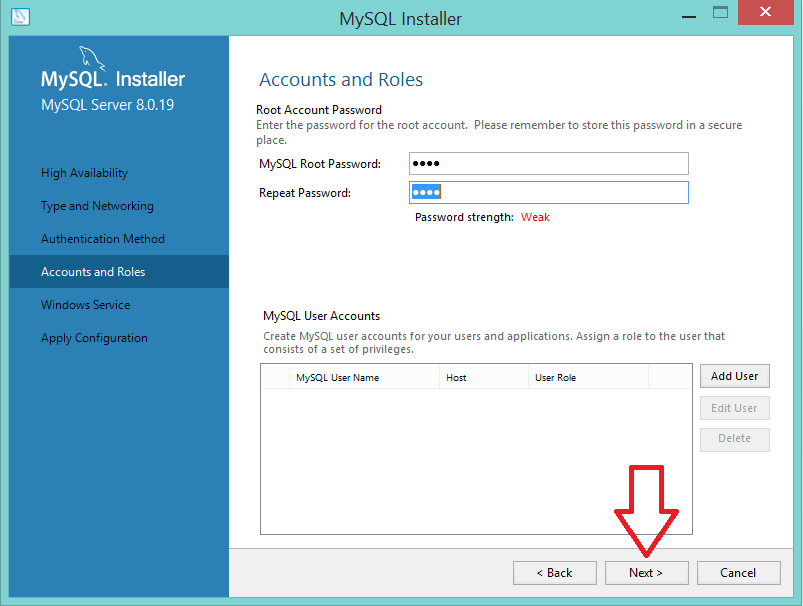 MySQL Installer
MySQL. Installer
MySQL Server 8.0.19
High Availability
Type and Networking
Authentication Method
Accounts and Roles
Windows Service
Apply Configuration
Accounts and Roles
Root Account Password
Enter the password for the root account. Please remember to store this password in a secure
place.
MySQL Root Password: ●●●●
Repeat Password: ●●●●
Password strength: Weak
MySQL User Accounts
Create MySQL user accounts for your users and applications. Assign a role to the user that
consists of a set of privileges.
MySQL User Name Host User Role
Add User
Edit User
Delete
< Back Next > Cancel